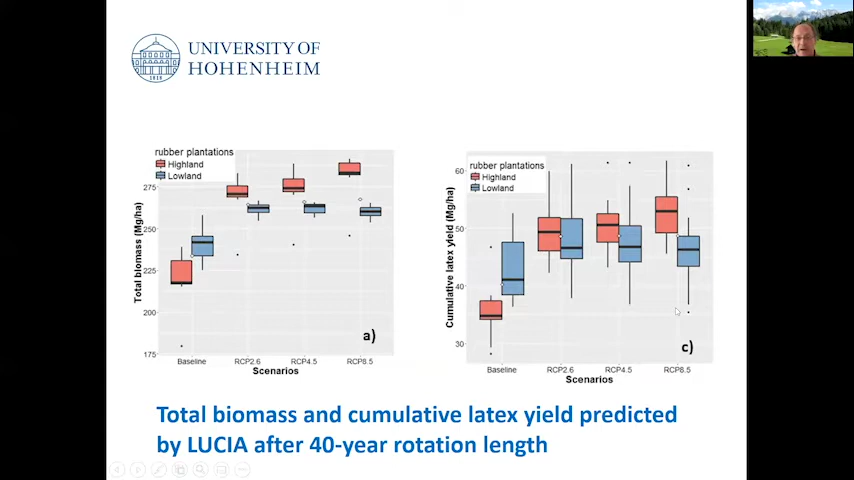 UNIVERSITY OF
HOHENHEIM
1818
rubber plantations
Highland
Lowland
275
250
225
200
175
Total biomass (Mg/ha)
a)
Baseline
RCP2.6
RCP4.5
RCP8.5
Scenarios
rubber plantations
Highland
Lowland
60
50
40
30
Cumulative latex yield (Mg/ha)
c)
Baseline
RCP2.6
RCP4.5
RCP8.5
Scenarios
Total biomass and cumulative latex yield predicted
by LUCIA after 40-year rotation length